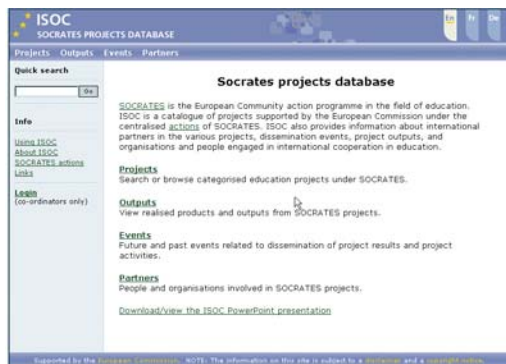 ISOC
SOCRATES PROJECTS DATABASE
En Fr De
Projects Outputs Events Partners
Quick search
Go
Info
Using ISOC
About ISOC
SOCRATES actions
Links
Login
(co-ordinators only)
Socrates projects database
SOCRATES is the European Community action programme in the field of education.
ISOC is a catalogue of projects supported by the European Commission under the
centralised actions of SOCRATES. ISOC also provides information about international
partners in the various projects, dissemination events, project outputs, and
organisations and people engaged in international cooperation in education.
Projects
Search or browse categorised education projects under SOCRATES.
Outputs
View realised products and outputs from SOCRATES projects.
Events
Future and past events related to dissemination of project results and project
activities.
Partners
People and organisations involved in SOCRATES projects.
Download/view the ISOC PowerPoint presentation
Supported by the European Commission. NOTE: The information on this site is subject to a disclaimer and a copyright notice.